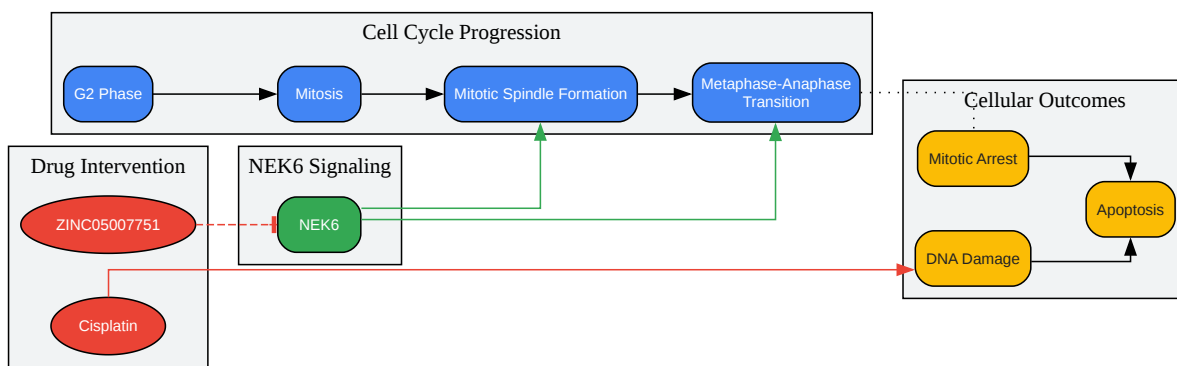 Cell Cycle Progression
G2 Phase
Mitosis
Mitotic Spindle Formation
Metaphase-Anaphase
Transition
Cellular Outcomes
Mitotic Arrest
Apoptosis
DNA Damage
Drug Intervention
ZINC05007751
Cisplatin
NEK6 Signaling
NEK6